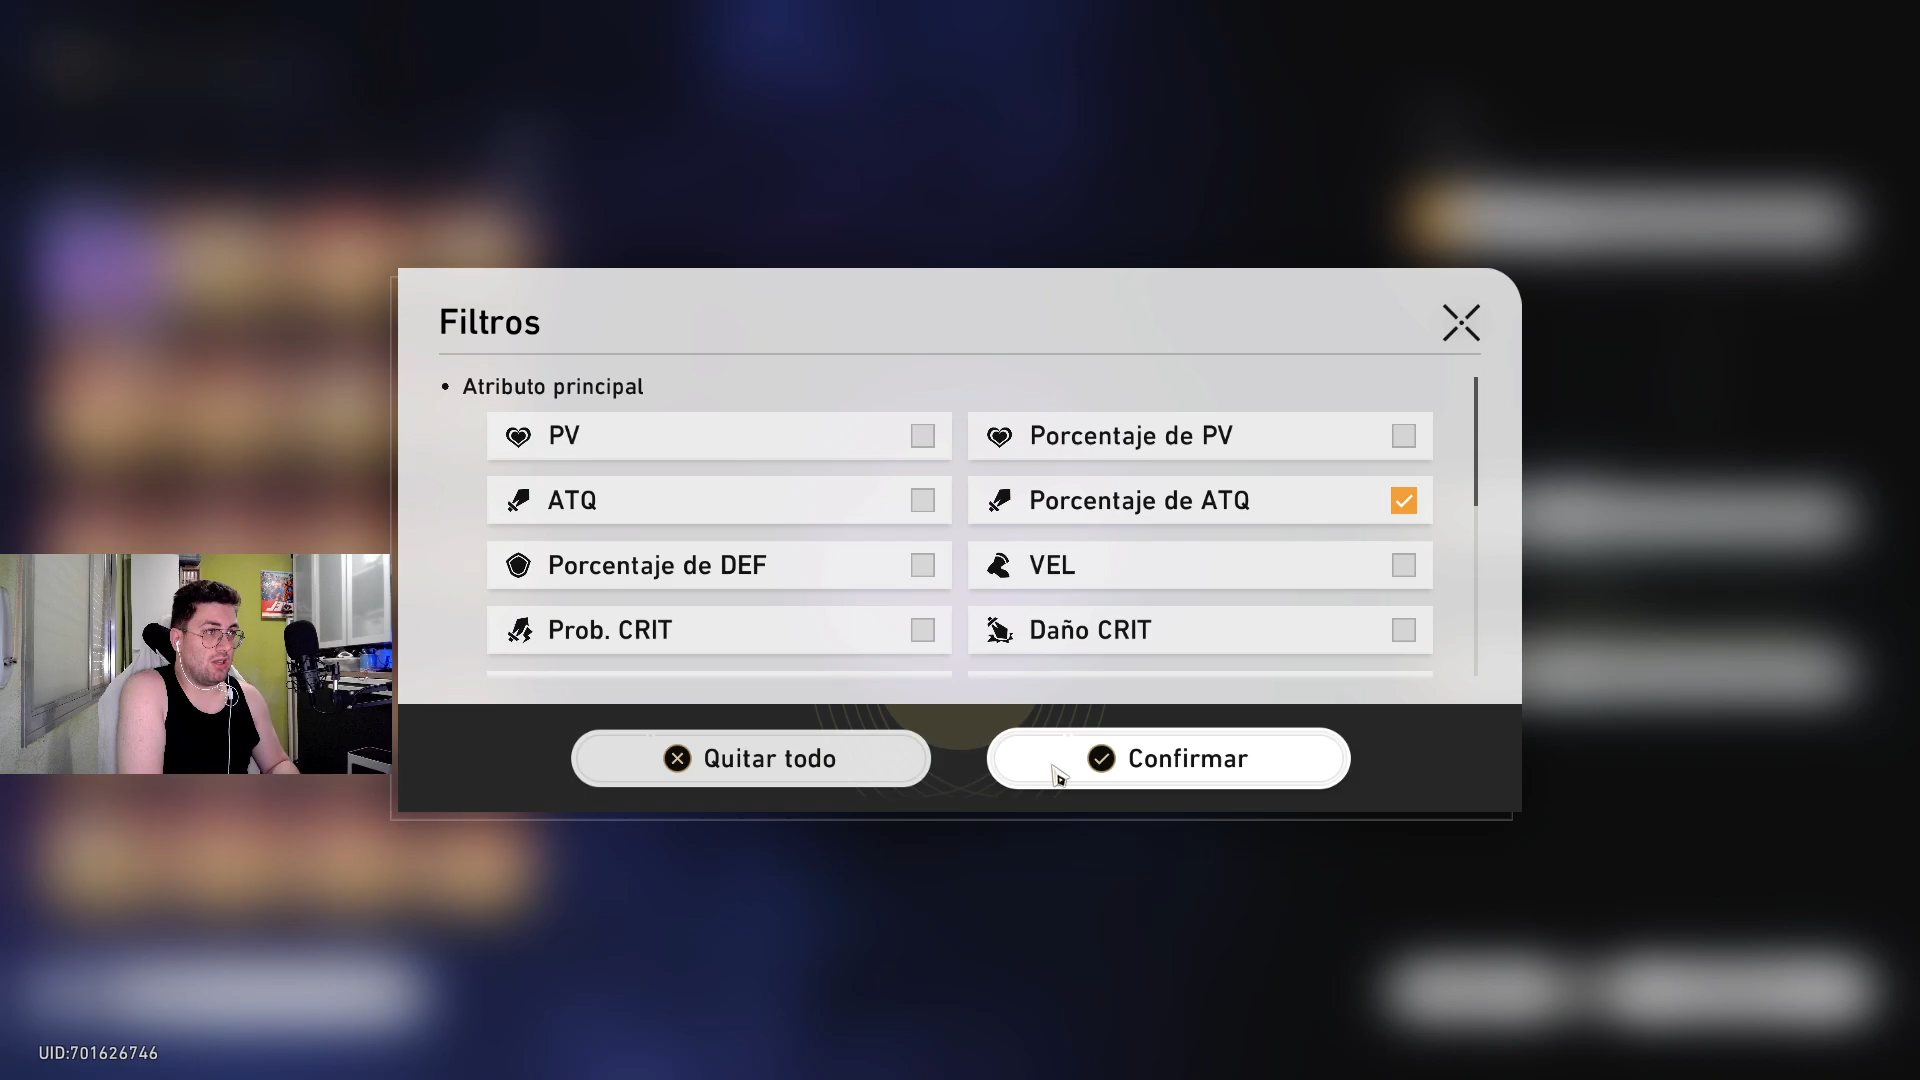 Filtros
• Atributo principal
PV
Porcentaje de PV
ATQ
Porcentaje de ATQ
Porcentaje de DEF
VEL
Prob. CRIT
Daño CRIT
Quitar todo
Confirmar
UID:701626746